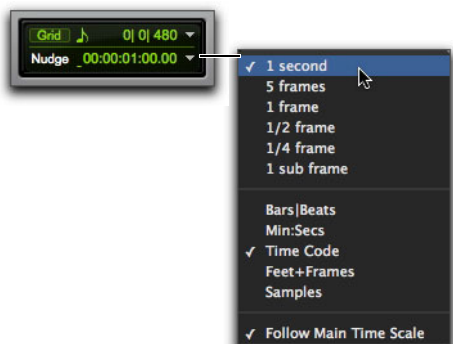 Grid 0| 0| 480
Nudge 00:00:01:00.00
✓ 1 second
5 frames
1 frame
1/2 frame
1/4 frame
1 sub frame
Bars|Beats
Min:Secs
✓ Time Code
Feet+Frames
Samples
✓ Follow Main Time Scale